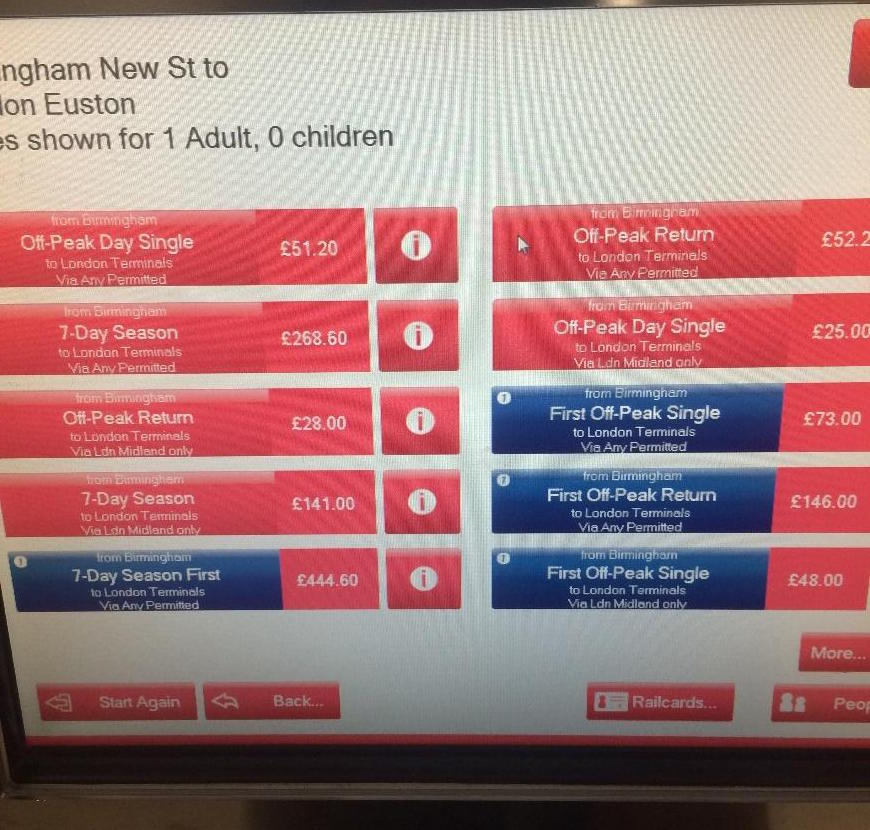 ngham New St to
on Euston
es shown for 1 Adult, 0 children
from Birmingham
Off-Peak Day Single
to London Terminals
Via Any Permitted
£51.20
from Birmingham
Off-Peak Return
to London Terminals
Via Any Permitted
£52.2
from Birmingham
7-Day Season
to London Terminals
Via Any Permitted
£268.60
from Birmingham
Off-Peak Day Single
to London Terminals
Via Ldn Midland only
£25.00
from Birmingham
Off-Peak Return
to London Terminals
Via Ldn Midland only
£28.00
from Birmingham
First Off-Peak Single
to London Terminals
Via Any Permitted
£73.00
from Birmingham
7-Day Season
to London Terminals
Via Ldn Midland only
£141.00
from Birmingham
First Off-Peak Return
to London Terminals
Via Any Permitted
£146.00
from Birmingham
7-Day Season First
to London Terminals
Via Any Permitted
£444.60
from Birmingham
First Off-Peak Single
to London Terminals
Via Ldn Midland only
£48.00
More...
Start Again
Back...
Railcards...
Peop